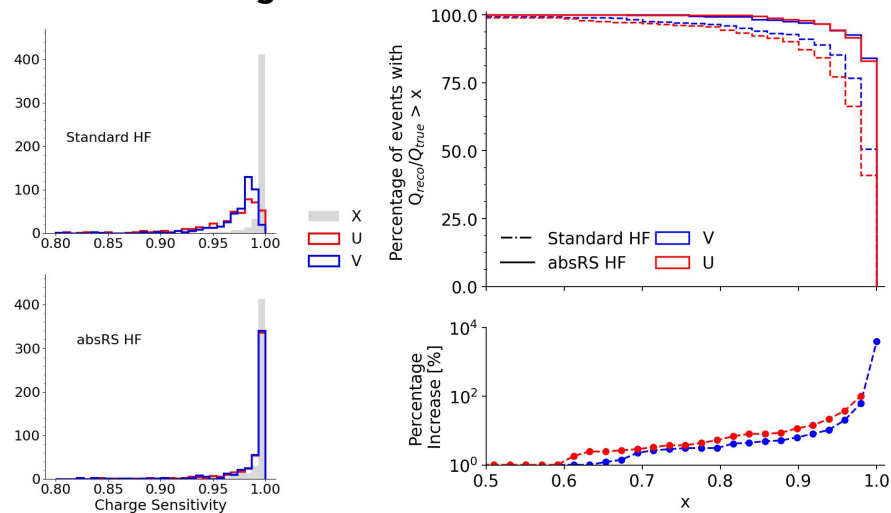 400
300
200
100
0
Standard HF
0.80 0.85 0.90 0.95 1.00
X
U
V
400
300
200
100
0
absRS HF
0.80 0.85 0.90 0.95 1.00
Charge Sensitivity
Percentage of events with
Q_reco/Q_true > x
100.0
75.0
50.0
25.0
0.0
Standard HF V
absRS HF U
Percentage
Increase [%]
10^4
10^2
10^0
0.5 0.6 0.7 0.8 0.9 1.0
x